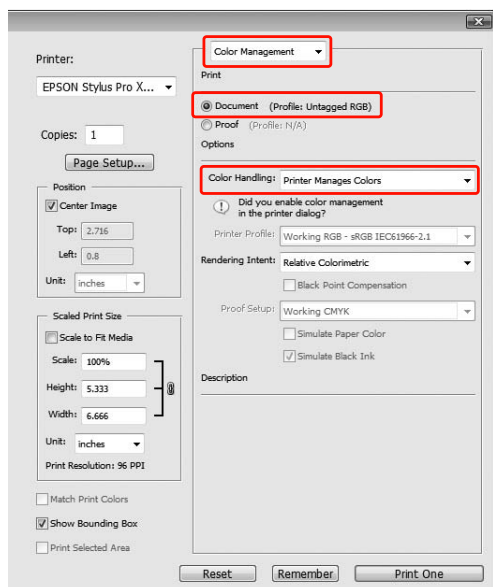 Printer:
EPSON Stylus Pro X...
Copies: 1
Page Setup...
Position
Center Image
Top: 2.716
Left: 0.8
Unit: inches
Scaled Print Size
Scale to Fit Media
Scale: 100%
Height: 5.333
Width: 6.666
Unit: inches
Print Resolution: 96 PPI
Match Print Colors
Show Bounding Box
Print Selected Area
Color Management
Print
Document (Profile: Untagged RGB)
Proof (Profile: N/A)
Options
Color Handling: Printer Manages Colors
Did you enable color management
in the printer dialog?
Printer Profile: Working RGB - sRGB IEC61966-2.1
Rendering Intent: Relative Colorimetric
Black Point Compensation
Proof Setup: Working CMYK
Simulate Paper Color
Simulate Black Ink
Description
Reset Remember Print One